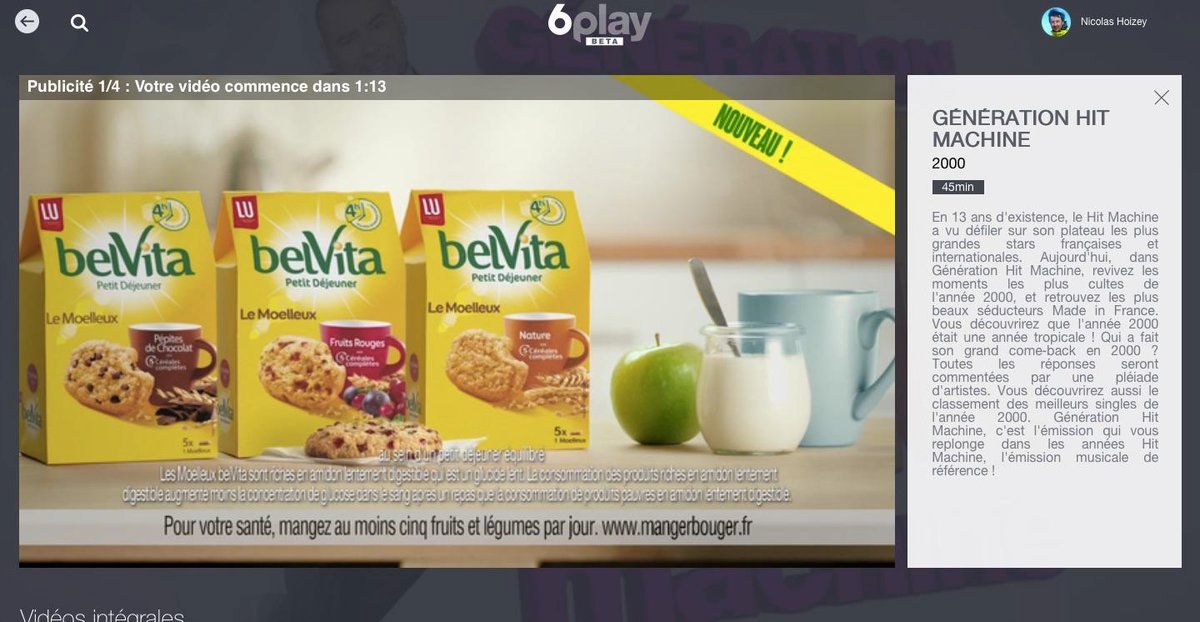 6play
BETA
Nicolas Hoizey
GÉNÉRATION
Publicité 1/4 : Votre vidéo commence dans 1:13
NOUVEAU !
LU
4h
belVita
Petit Déjeuner
Le Moelleux
Pépites
de Chocolat
5 Céréales
complètes
5x
1 Moelleux
LU
4h
belVita
Petit Déjeuner
Le Moelleux
Fruits Rouges
5 Céréales
complètes
LU
4h
belVita
Petit Déjeuner
Le Moelleux
Nature
5 Céréales
complètes
5x
1 Moelleux
au sein d'un petit déjeuner équilibré
Les Moelleux belVita sont riches en amidon lentement digestible qui est un glucide lent. La consommation des produits riches en amidon lentement
digestible augmente moins la concentration de glucose dans le sang après un repas que la consommation de produits pauvres en amidon lentement digestible.
Pour votre santé, mangez au moins cinq fruits et légumes par jour. www.mangerbouger.fr
GÉNÉRATION HIT
MACHINE
2000
45min
En 13 ans d'existence, le Hit Machine
a vu défiler sur son plateau les plus
grandes stars françaises et
internationales. Aujourd'hui, dans
Génération Hit Machine, revivez les
moments les plus cultes de
l'année 2000, et retrouvez les plus
beaux séducteurs Made in France.
Vous découvrirez que l'année 2000
était une année tropicale ! Qui a fait
son grand come-back en 2000 ?
Toutes les réponses seront
commentées par une pléiade
d'artistes. Vous découvrirez aussi le
classement des meilleurs singles de
l'année 2000. Génération Hit
Machine, c'est l'émission qui vous
replonge dans les années Hit
Machine, l'émission musicale de
référence !
Vidéos intégrales